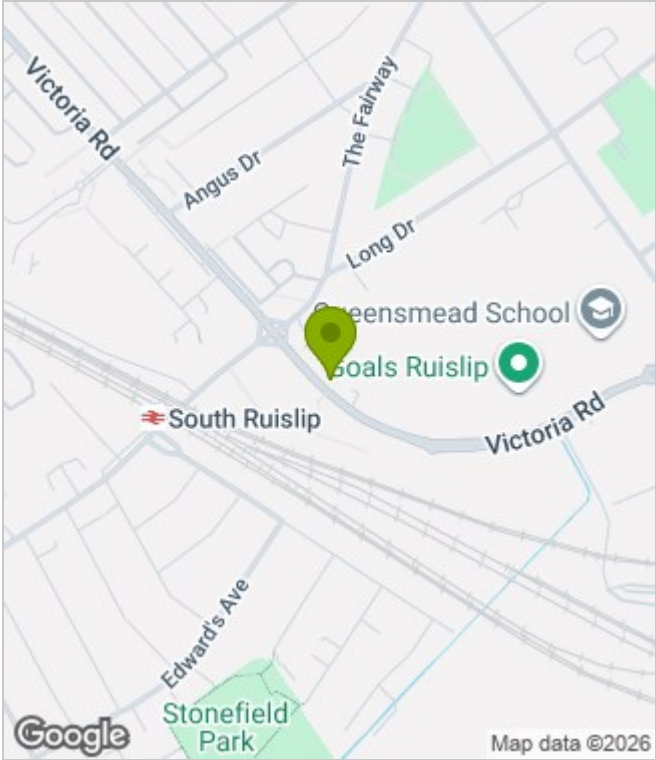 Victoria Rd
The Fairway
Angus Dr
Long Dr
Queensmead School
Goals Ruislip
South Ruislip
Victoria Rd
Edward's Ave
Stonefield
Park
Google
Map data ©2026